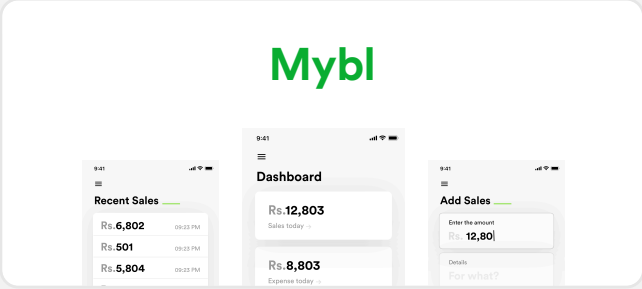 Mybl
9:41
Recent Sales
Rs.6,802 09:23 PM
Rs.501 09:23 PM
Rs.5,804 09:23 PM
9:41
Dashboard
Rs.12,803
Sales today →
Rs.8,803
Expense today →
9:41
Add Sales
Enter the amount
Rs. 12,80
Details
For what?